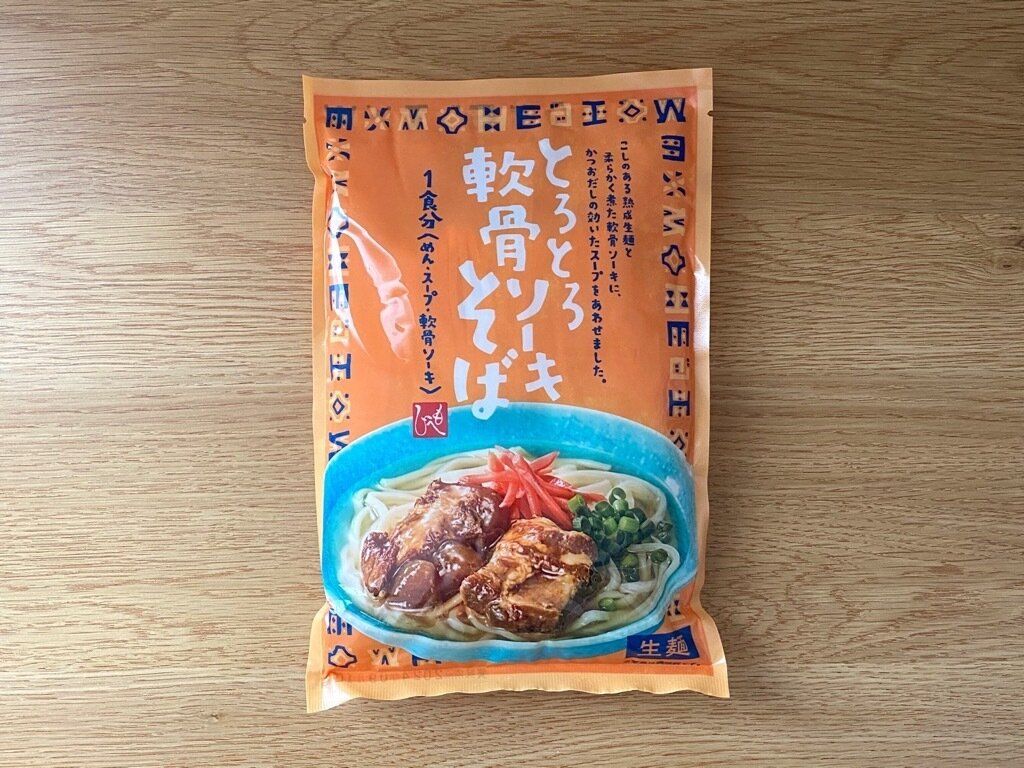 こしのある熟成生麺と
柔らかく煮た軟骨ソーキに、
かつおだしの効いたスープをあわせました。
とろとろ
軟骨ソーキ
そば
1食分(めん・スープ・軟骨ソーキ)
もへじ
生麺